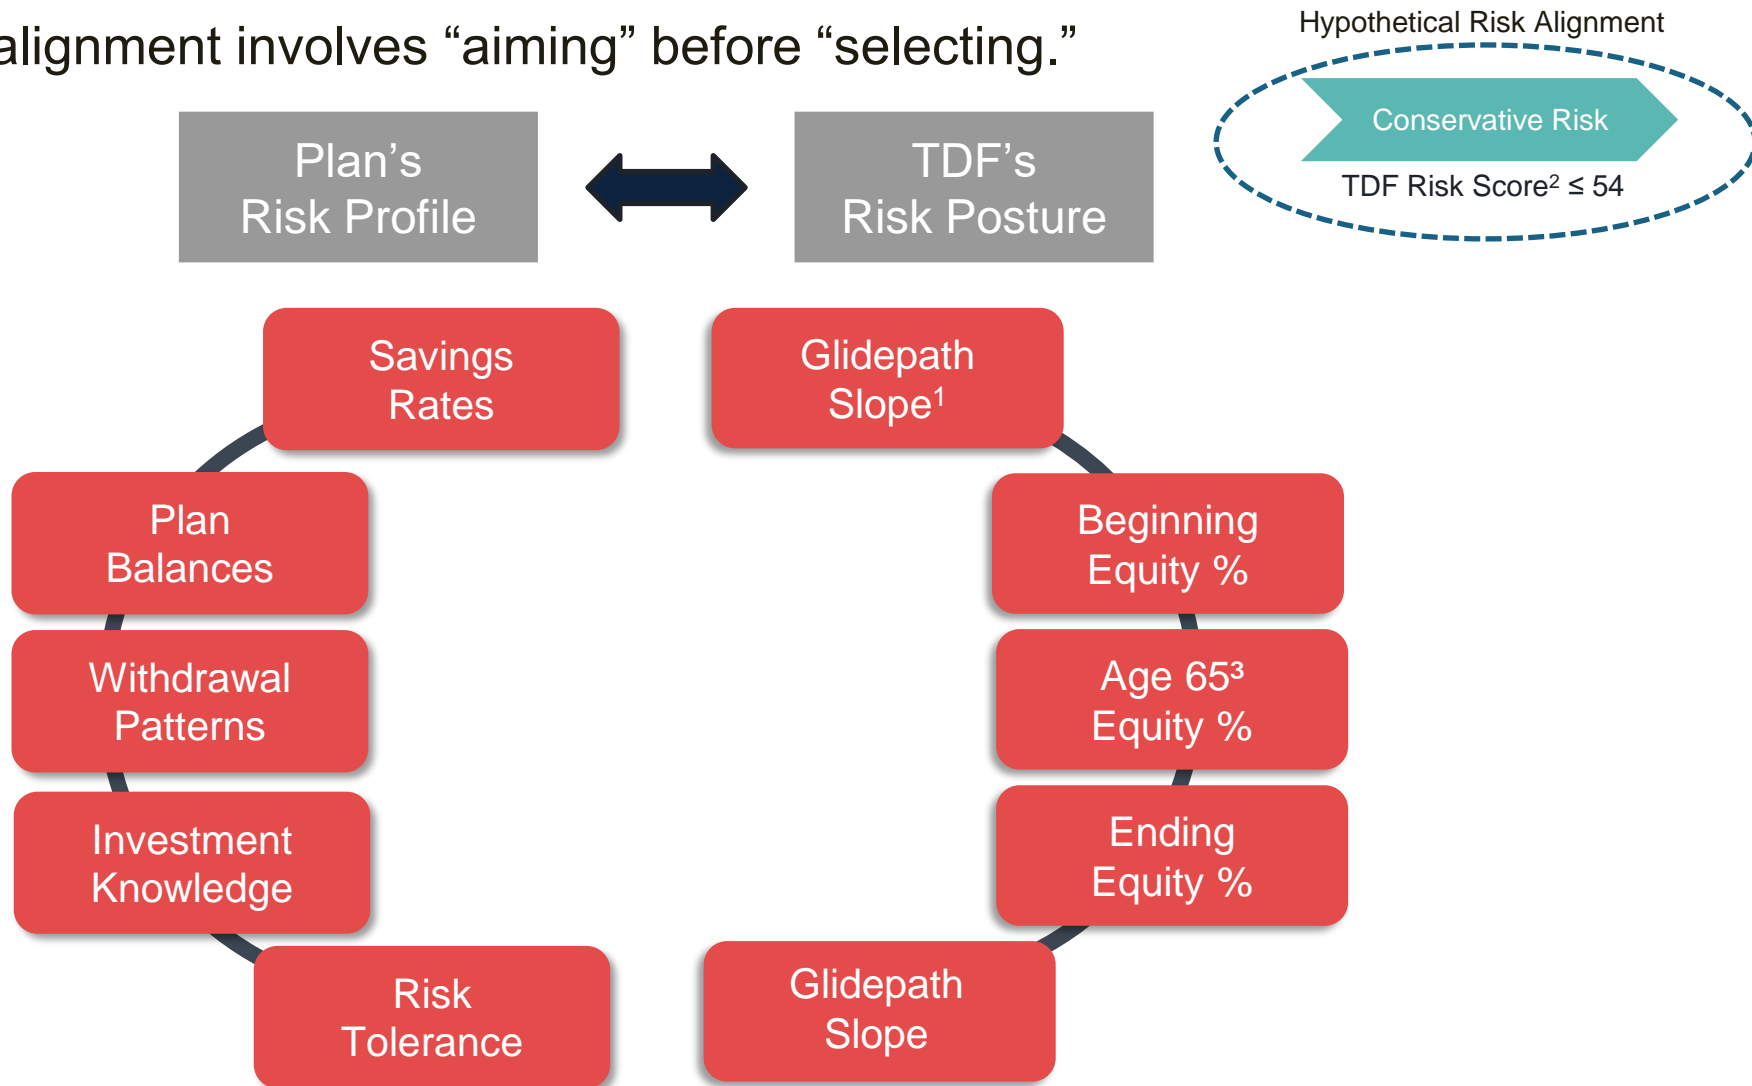 alignment involves “aiming” before “selecting.”
Hypothetical Risk Alignment
Conservative Risk
TDF Risk Score² ≤ 54
Plan’s
Risk Profile
TDF’s
Risk Posture
Savings
Rates
Plan
Balances
Withdrawal
Patterns
Investment
Knowledge
Risk
Tolerance
Glidepath
Slope¹
Beginning
Equity %
Age 65³
Equity %
Ending
Equity %
Glidepath
Slope